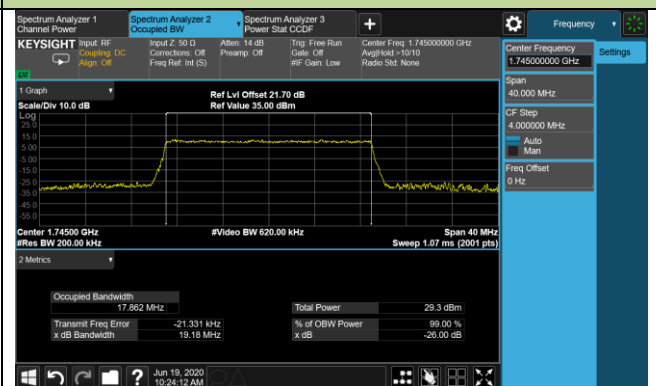 Spectrum Analyzer 1
Channel Power
Spectrum Analyzer 2
Occupied BW
Spectrum Analyzer 3
Power Stat CCDF
Frequency
KEYSIGHT
Input: RF
Coupling: DC
Align: Off
Input Z: 50 Ω
Corrections: Off
Freq Ref: Int (S)
Atten: 14 dB
Preamp: Off
Trig: Free Run
Gate: Off
#IF Gain: Low
Center Freq: 1.745000000 GHz
Avg|Hold:>10/10
Radio Std: None
Center Frequency
1.745000000 GHz
Settings
Span
40.000 MHz
CF Step
4.000000 MHz
Auto
Man
Freq Offset
0 Hz
1 Graph
Scale/Div 10.0 dB
Ref Lvl Offset 21.70 dB
Ref Value 35.00 dBm
Log
25.0
15.0
5.00
-5.00
-15.0
-25.0
-35.0
-45.0
-55.0
Center 1.74500 GHz
#Res BW 200.00 kHz
#Video BW 620.00 kHz
Span 40 MHz
Sweep 1.07 ms (2001 pts)
2 Metrics
Occupied Bandwidth
17.862 MHz
Total Power 29.3 dBm
Transmit Freq Error -21.331 kHz
% of OBW Power 99.00 %
x dB Bandwidth 19.18 MHz
x dB -26.00 dB
Jun 19, 2020
10:24:12 AM